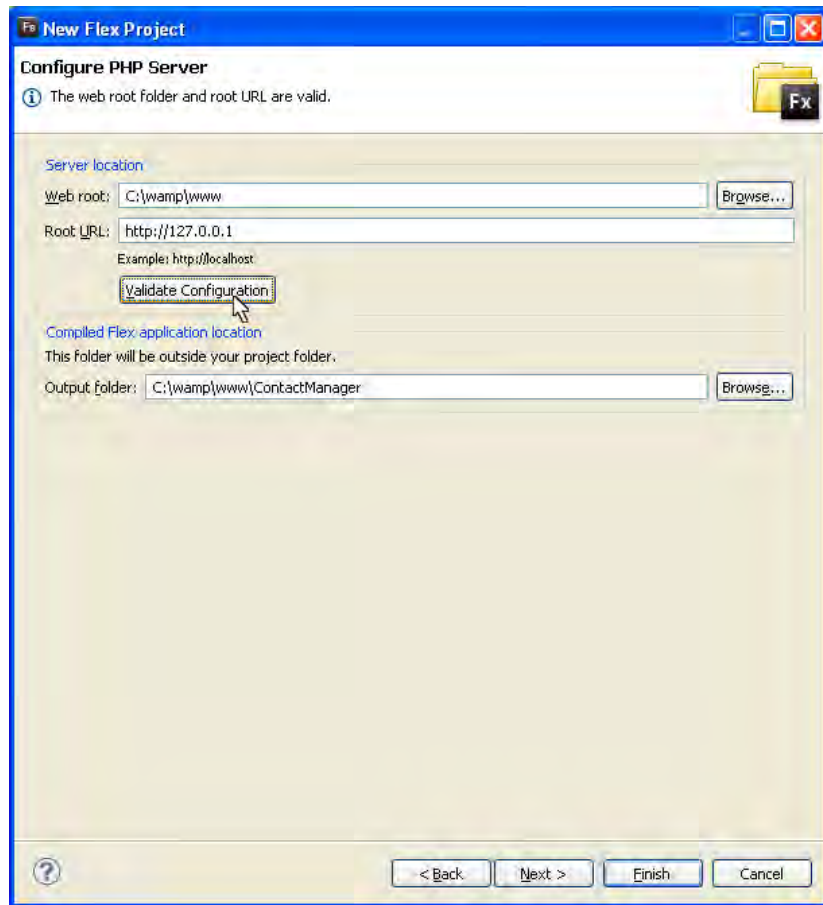 Fs New Flex Project
Configure PHP Server
The web root folder and root URL are valid.
Fx
Server location
Web root: C:\wamp\www Browse...
Root URL: http://127.0.0.1
Example: http://localhost
Validate Configuration
Compiled Flex application location
This folder will be outside your project folder.
Output folder: C:\wamp\www\ContactManager Browse...
? < Back Next > Finish Cancel